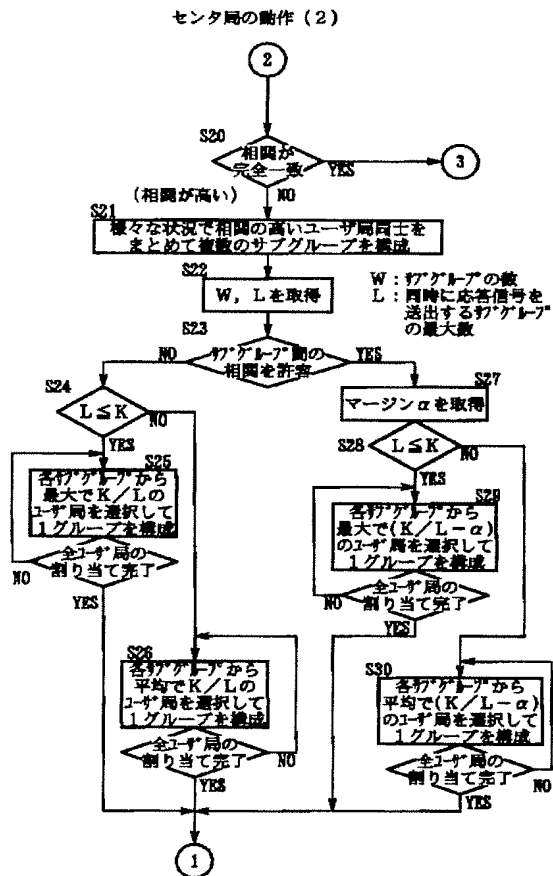 センタ局の動作(2)
2
S20
相関が
完全一致
YES
3
(相関が高い)
NO
S21
様々な状況で相関の高いユーザ局同士を
まとめて複数のサブグループを構成
S22
W,Lを取得
W:サブグループの数
L:同時に応答信号を
送出するサブグループ
の最大数
S23
サブグループ間の
相関を許容
NO
YES
S24
L≦K
NO
YES
S27
マージンαを取得
S28
L≦K
NO
YES
S25
各サブグループから
最大でK/Lの
ユーザ局を選択して
1グループを構成
全ユーザ局の
割り当て完了
NO
YES
S29
各サブグループから
最大で(K/L-α)
のユーザ局を選択して
1グループを構成
全ユーザ局の
割り当て完了
NO
YES
S26
各サブグループから
平均でK/Lの
ユーザ局を選択して
1グループを構成
全ユーザ局の
割り当て完了
NO
YES
S30
各サブグループから
平均で(K/L-α)
のユーザ局を選択して
1グループを構成
全ユーザ局の
割り当て完了
NO
YES
1